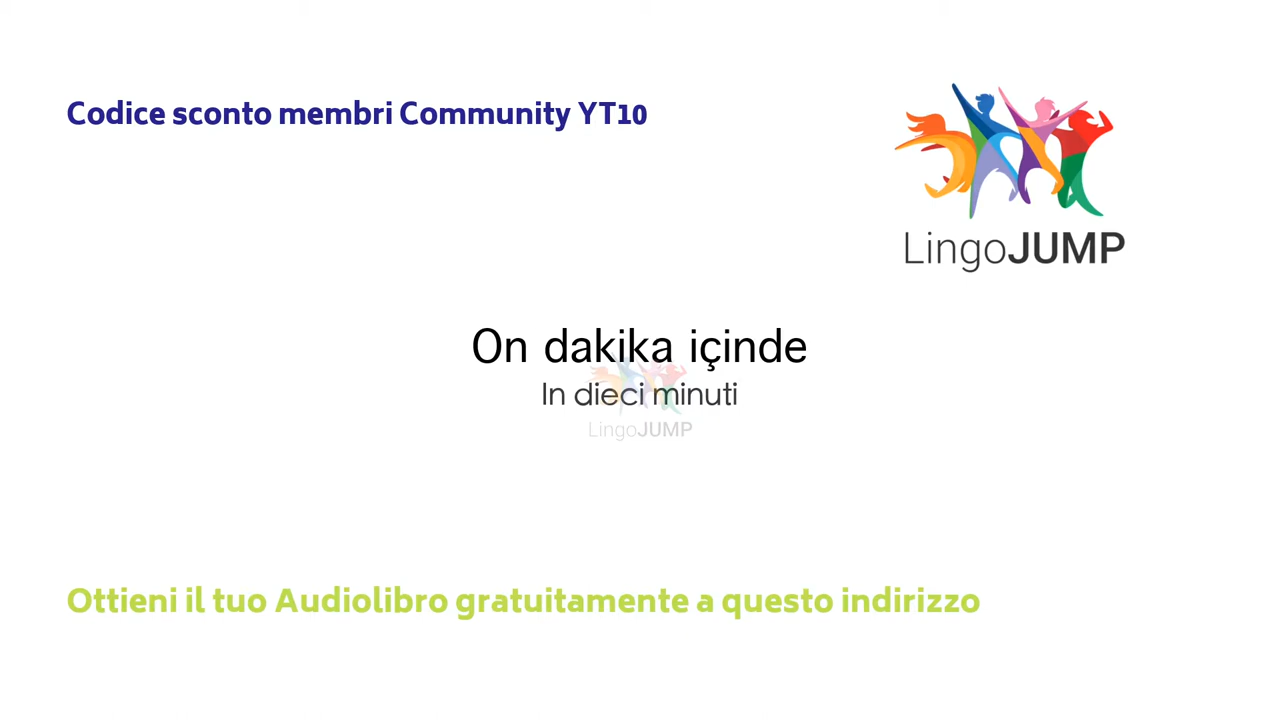 Codice sconto membri Community YT10
LingoJUMP
On dakika içinde
In dieci minuti
LingoJUMP
Ottieni il tuo Audiolibro gratuitamente a questo indirizzo